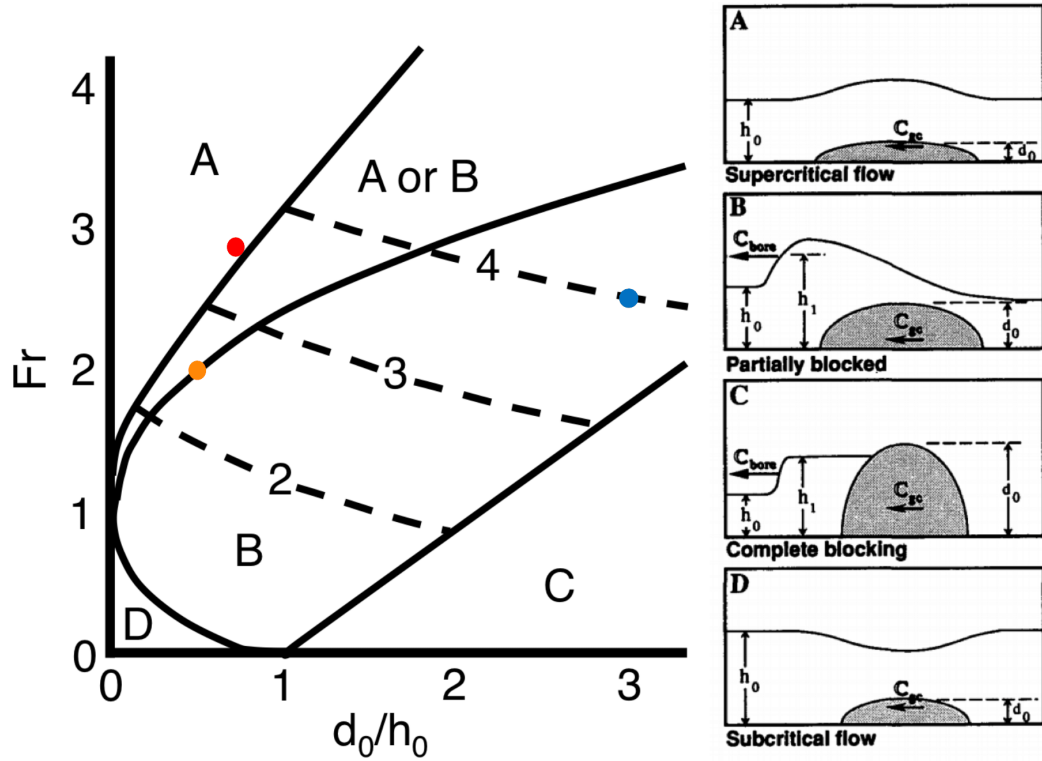 4
3
2
1
0
Fr
0
1
2
3
d₀/h₀
A
A or B
4
3
2
B
D
C
A
h₀
ℂgc
d₀
Supercritical flow
B
ℂbore
h₀
h₁
ℂgc
d₀
Partially blocked
C
ℂbore
h₀
h₁
ℂgc
d₀
Complete blocking
D
h₀
ℂgc
d₀
Subcritical flow